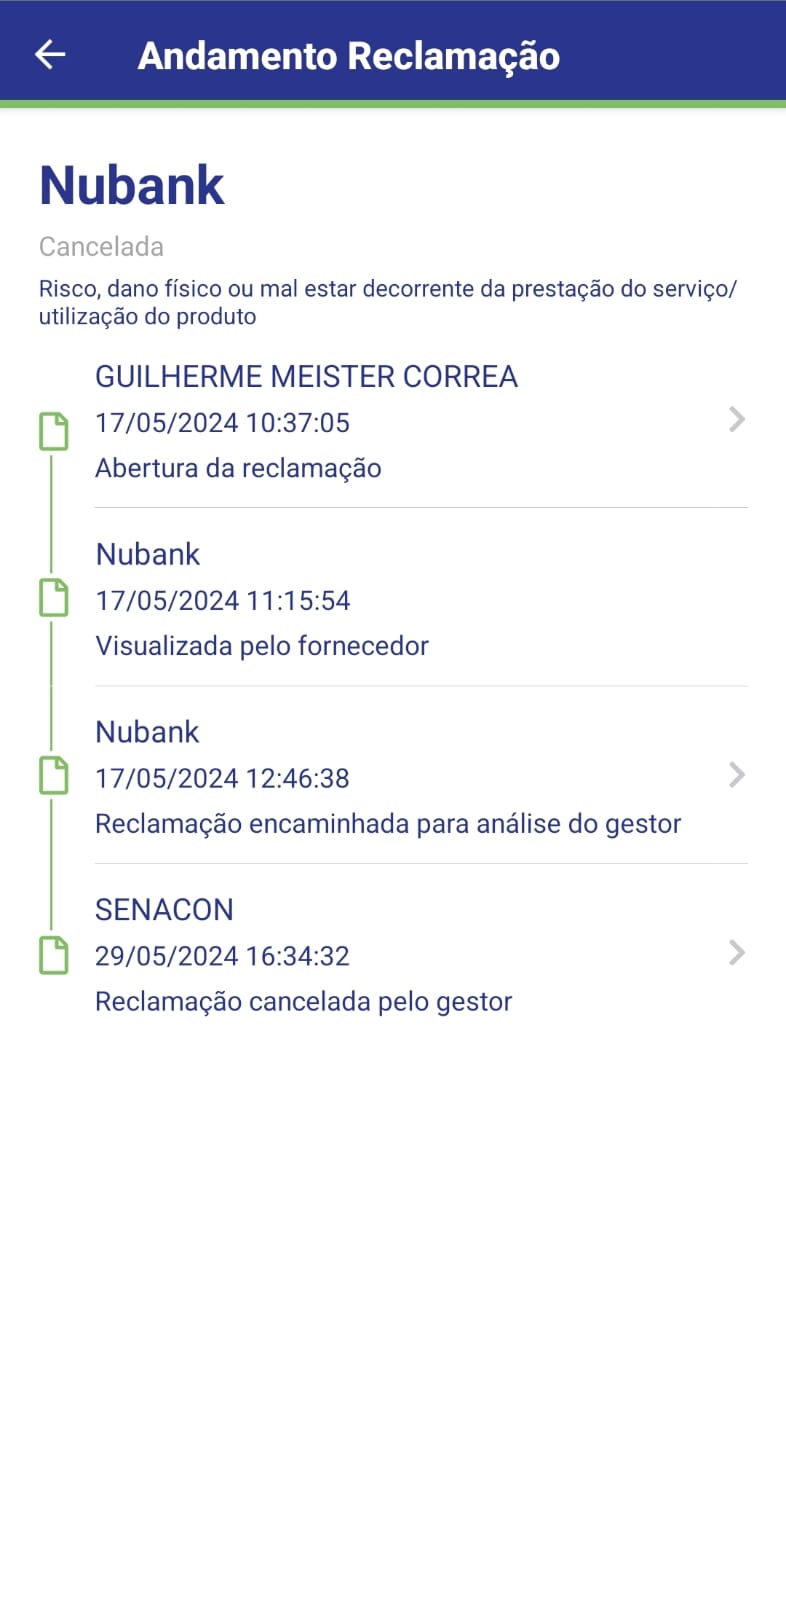 Andamento Reclamação
Nubank
Cancelada
Risco, dano físico ou mal estar decorrente da prestação do serviço/
utilização do produto
GUILHERME MEISTER CORREA
17/05/2024 10:37:05
Abertura da reclamação
Nubank
17/05/2024 11:15:54
Visualizada pelo fornecedor
Nubank
17/05/2024 12:46:38
Reclamação encaminhada para análise do gestor
SENACON
29/05/2024 16:34:32
Reclamação cancelada pelo gestor